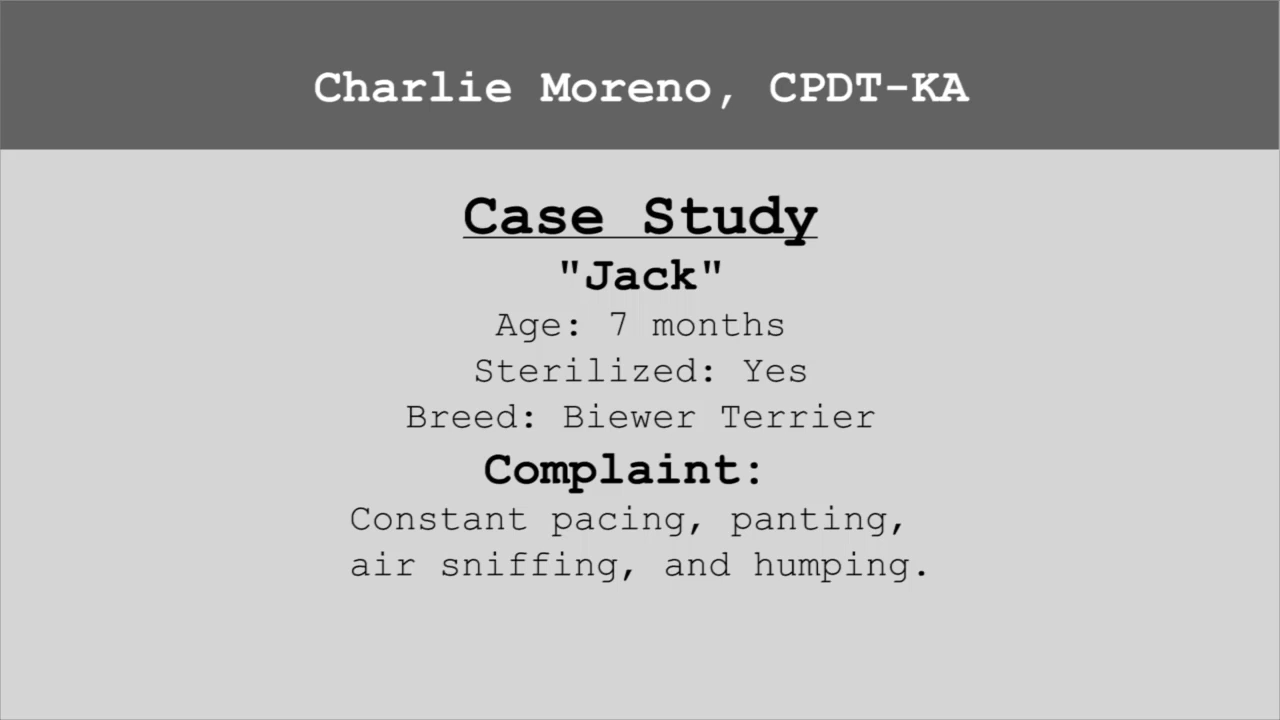 Charlie Moreno, CPDT-KA
Case Study
"Jack"
Age: 7 months
Sterilized: Yes
Breed: Biewer Terrier
Complaint:
Constant pacing, panting,
air sniffing, and humping.